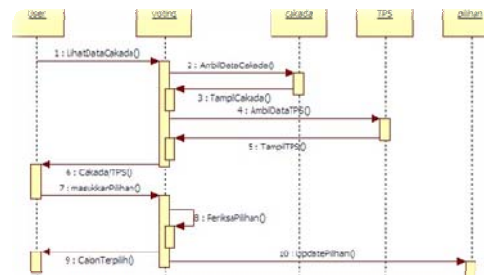 User
Voting
Cakada
TPS
pilihan
1 : LihatDataCakada()
2 : AmbilDataCakada()
3 : TampilCakada()
4 : AmbilDataTPS()
5 : TampilTPS()
6 : Cakada/TPS()
7 : masukkanPilihan()
8 : PeriksaPilihan()
9 : CalonTerpilih()
10 : updatePilihan()